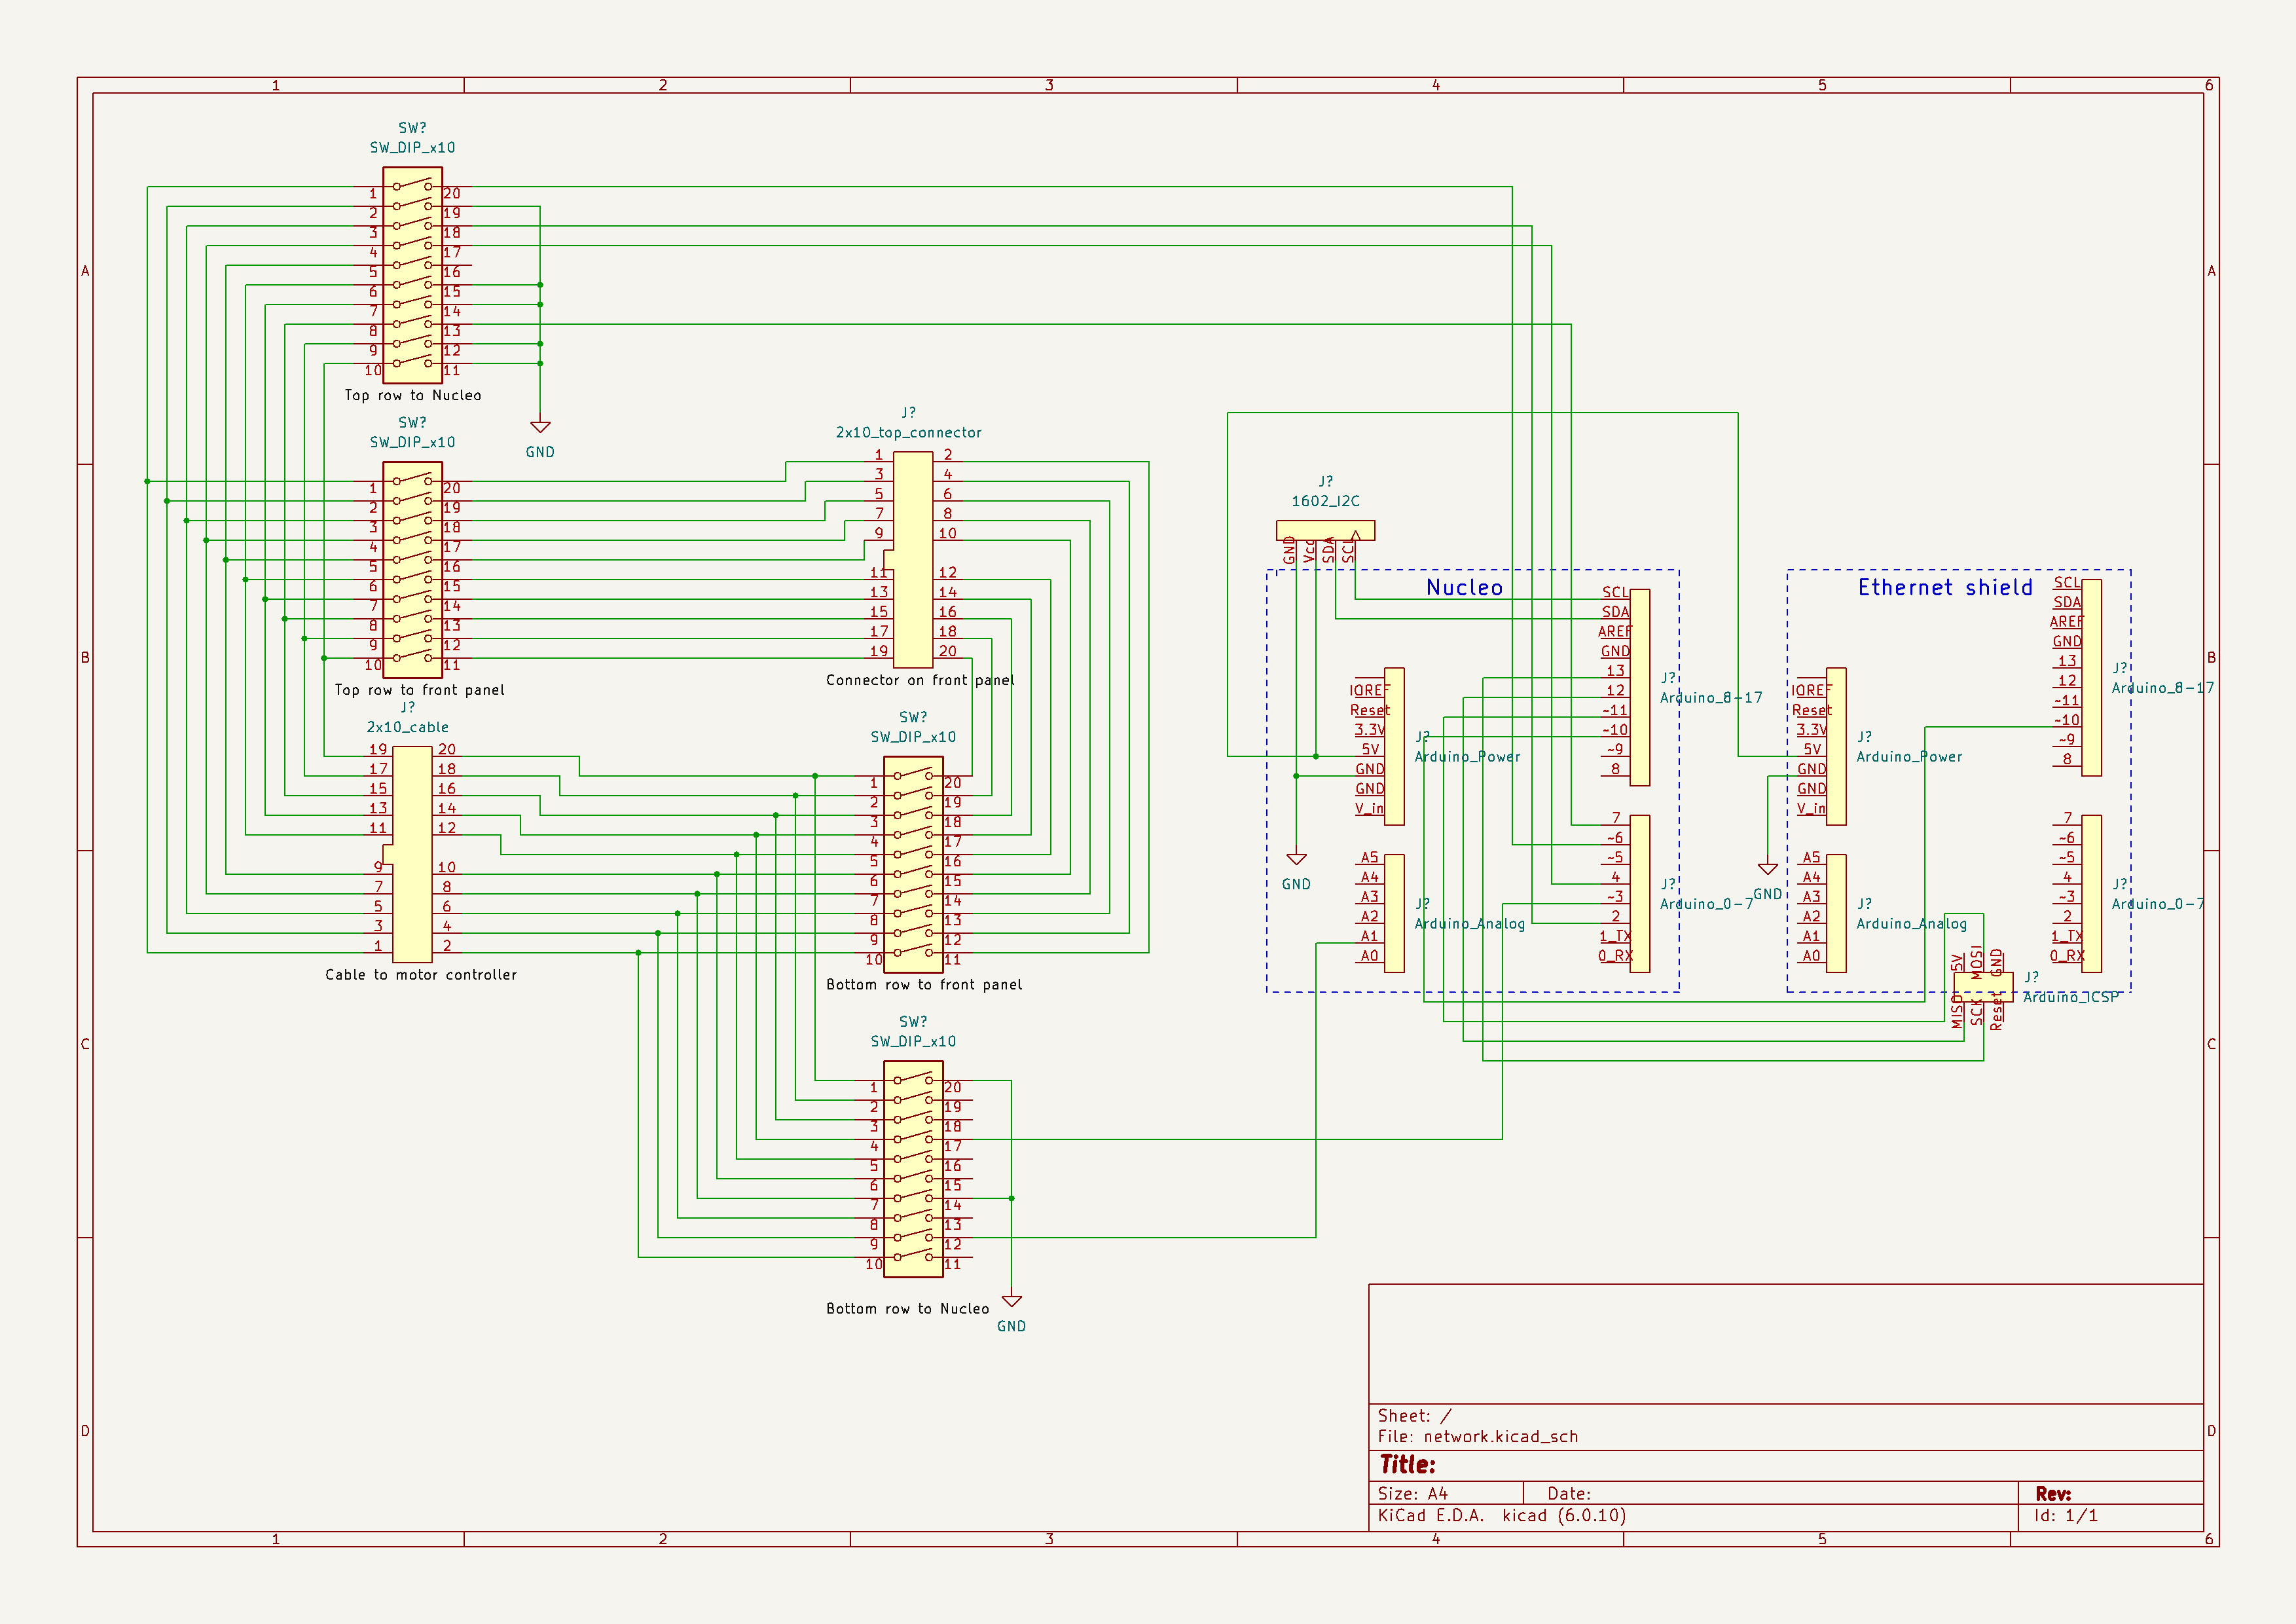 1 2 3 4 5 6
A A
B B
C C
D D
SW?
SW_DIP_x10
1 20
2 19
3 18
4 17
5 16
6 15
7 14
8 13
9 12
10 11
Top row to Nucleo
GND
SW?
SW_DIP_x10
1 20
2 19
3 18
4 17
5 16
6 15
7 14
8 13
9 12
10 11
Top row to front panel
J?
2x10_top_connector
1 2
3 4
5 6
7 8
9 10
11 12
13 14
15 16
17 18
19 20
Connector on front panel
J?
2x10_cable
19 20
17 18
15 16
13 14
11 12
9 10
7 8
5 6
3 4
1 2
Cable to motor controller
SW?
SW_DIP_x10
1 20
2 19
3 18
4 17
5 16
6 15
7 14
8 13
9 12
10 11
Bottom row to front panel
SW?
SW_DIP_x10
1 20
2 19
3 18
4 17
5 16
6 15
7 14
8 13
9 12
10 11
Bottom row to Nucleo
GND
J?
1602_I2C
GND
Vcc
SDA
SCL
Nucleo
SCL
SDA
AREF
GND
13
12
~11
~10
~9
8
J?
Arduino_8-17
IOREF
Reset
3.3V
5V
GND
GND
V_in
J?
Arduino_Power
GND
A5
A4
A3
A2
A1
A0
J?
Arduino_Analog
7
~6
~5
4
~3
2
1_TX
0_RX
J?
Arduino_0-7
Ethernet shield
SCL
SDA
AREF
GND
13
12
~11
~10
~9
8
J?
Arduino_8-17
IOREF
Reset
3.3V
5V
GND
GND
V_in
J?
Arduino_Power
GND
A5
A4
A3
A2
A1
A0
J?
Arduino_Analog
7
~6
~5
4
~3
2
1_TX
0_RX
J?
Arduino_0-7
5V
MOSI
GND
MISO
SCK
Reset
J?
Arduino_ICSP
Sheet: /
File: network.kicad_sch
Title:
Size: A4 Date: Rev:
KiCad E.D.A. kicad (6.0.10) Id: 1/1
1 2 3 4 5 6